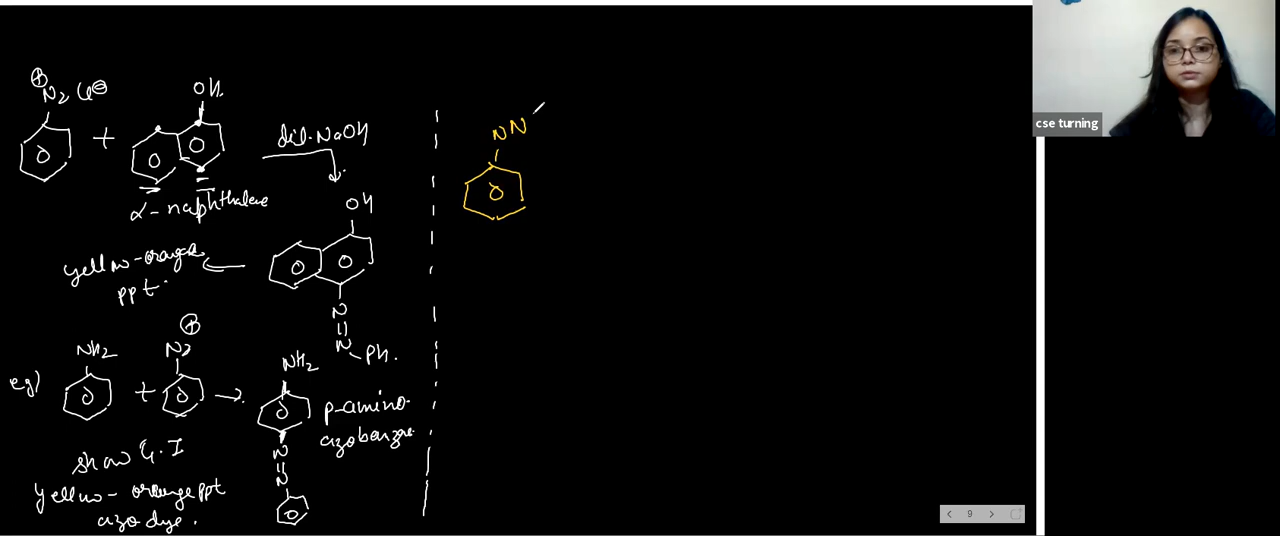 ⊕
N2 Cl⊖
OH
+
dil·NaOH
α-naphthalene
OH
yellow-orange
ppt.
N
||
N-Ph.
⊕
NH2
N2
eg)
+
→
NH2
p-amino-
azobenzene
show G.I
N
||
N
yellow-orange ppt
azo dye.
NN
cse turning
9